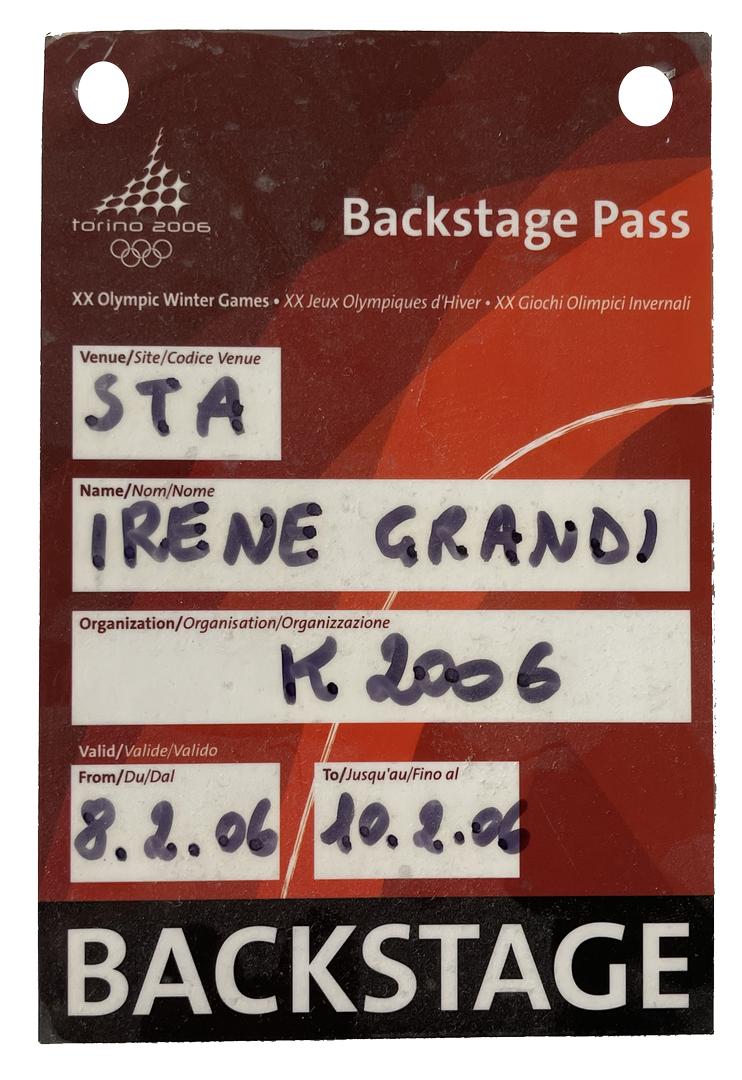 torino 2006
Backstage Pass
XX Olympic Winter Games • XX Jeux Olympiques d'Hiver • XX Giochi Olimpici Invernali
Venue/Site/Codice Venue
STA
Name/Nom/Nome
IRENE GRANDI
Organization/Organisation/Organizzazione
K 2006
Valid/Valide/Valido
From/Du/Dal To/Jusqu'au/Fino al
8.2.06 10.2.06
BACKSTAGE